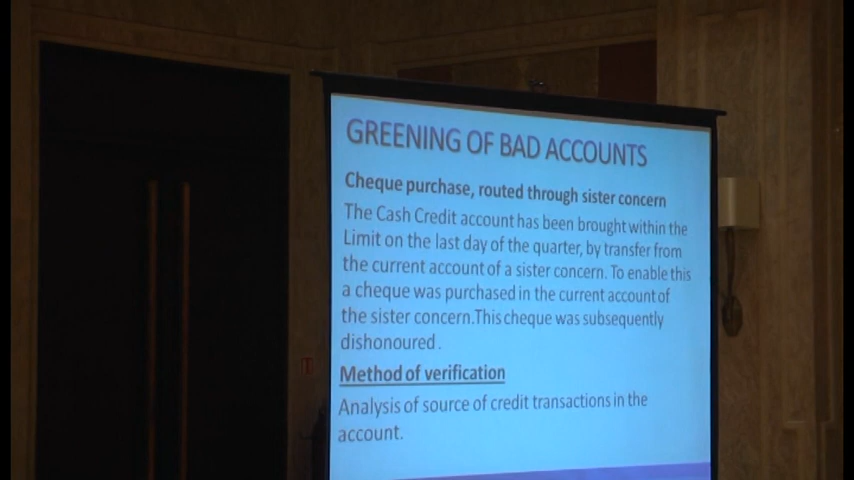 GREENING OF BAD ACCOUNTS
Cheque purchase, routed through sister concern
The Cash Credit account has been brought within the
Limit on the last day of the quarter, by transfer from
the current account of a sister concern. To enable this
a cheque was purchased in the current account of
the sister concern.This cheque was subsequently
dishonoured.
Method of verification
Analysis of source of credit transactions in the
account.